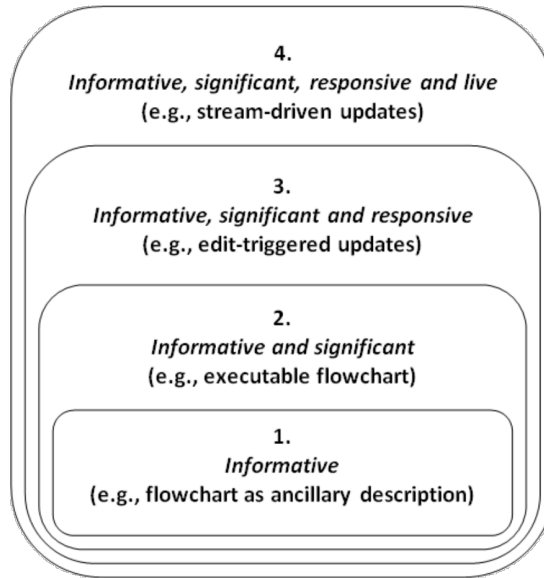 4.
Informative, significant, responsive and live
(e.g., stream-driven updates)
3.
Informative, significant and responsive
(e.g., edit-triggered updates)
2.
Informative and significant
(e.g., executable flowchart)
1.
Informative
(e.g., flowchart as ancillary description)